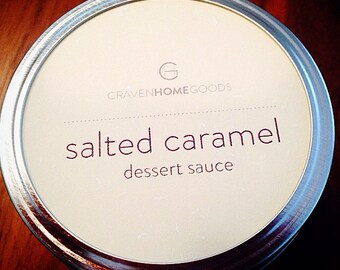 CRAVENHOMEGOODS
salted caramel
dessert sauce